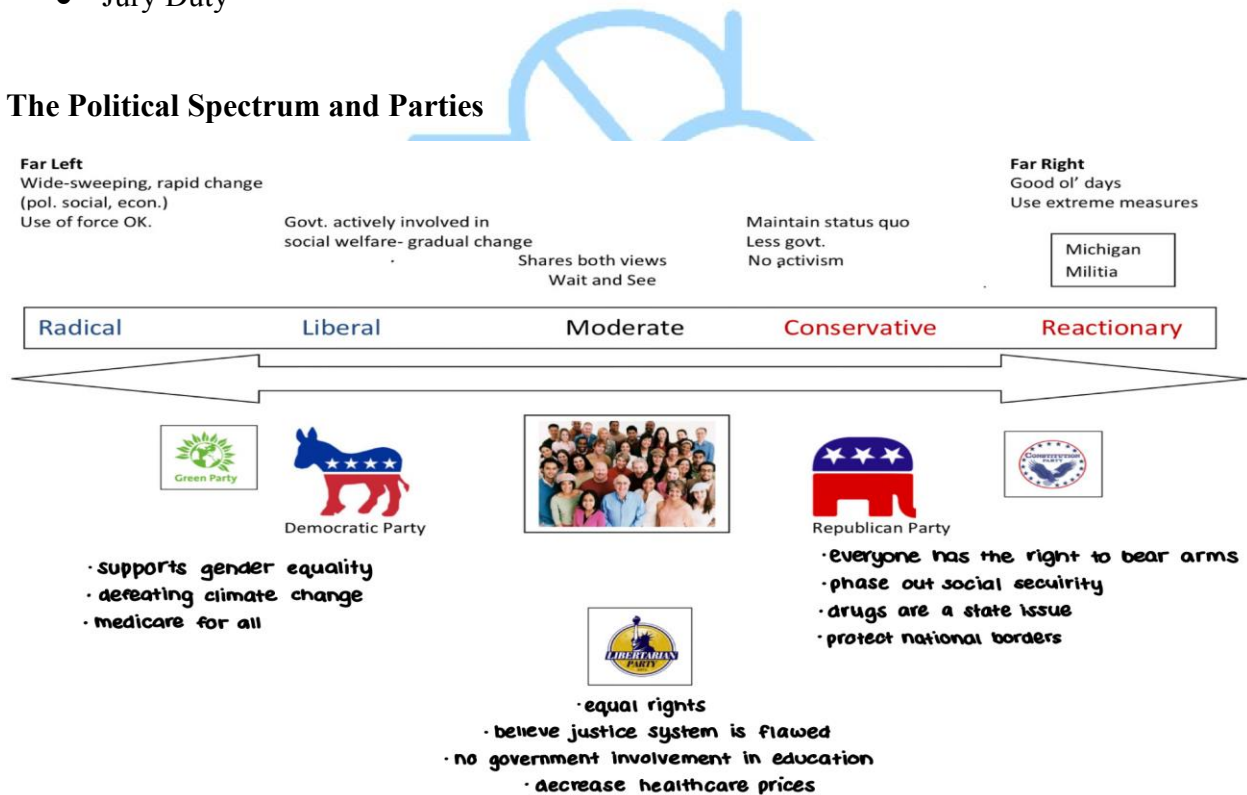 Jury Duty
The Political Spectrum and Parties
Far Left
Wide-sweeping, rapid change
(pol. social, econ.)
Use of force OK.
Govt. actively involved in
social welfare- gradual change
Shares both views
Wait and See
Maintain status quo
Less govt.
No activism
Far Right
Good ol' days
Use extreme measures
Michigan
Militia
Radical
Liberal
Moderate
Conservative
Reactionary
Green Party
Democratic Party
Republican Party
CONSTITUTION
PARTY
· supports gender equality
· defeating climate change
· medicare for all
· everyone has the right to bear arms
· phase out social secuirity
· drugs are a state issue
· protect national borders
LIBERTARIAN
PARTY
· equal rights
· believe justice system is flawed
· no government involvement in education
· decrease healthcare prices